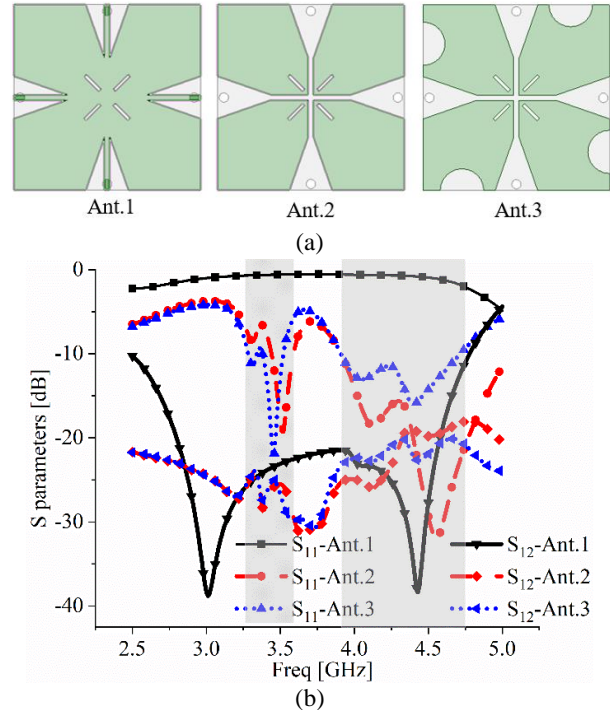 Ant.1 Ant.2 Ant.3
(a)
0
-10
-20
-30
-40
S parameters [dB]
S11-Ant.1 S12-Ant.1
S11-Ant.2 S12-Ant.2
S11-Ant.3 S12-Ant.3
2.5 3.0 3.5 4.0 4.5 5.0
Freq [GHz]
(b)